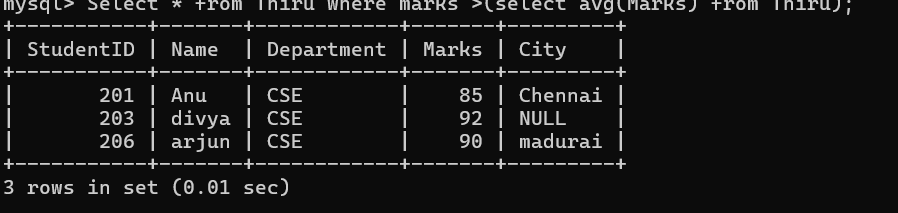 mysql> Select * from Thiru where marks >(select avg(Marks) from Thiru);
+-----------+-------+------------+-------+---------+
| StudentID | Name  | Department | Marks | City    |
+-----------+-------+------------+-------+---------+
|       201 | Anu   | CSE        |    85 | Chennai |
|       203 | divya | CSE        |    92 | NULL    |
|       206 | arjun | CSE        |    90 | madurai |
+-----------+-------+------------+-------+---------+
3 rows in set (0.01 sec)